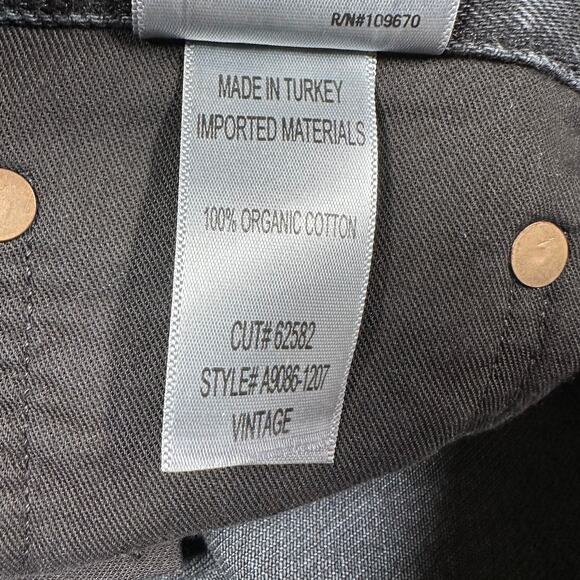 R/N#109670
MADE IN TURKEY
IMPORTED MATERIALS
100% ORGANIC COTTON
CUT# 62582
STYLE# A9086-1207
VINTAGE